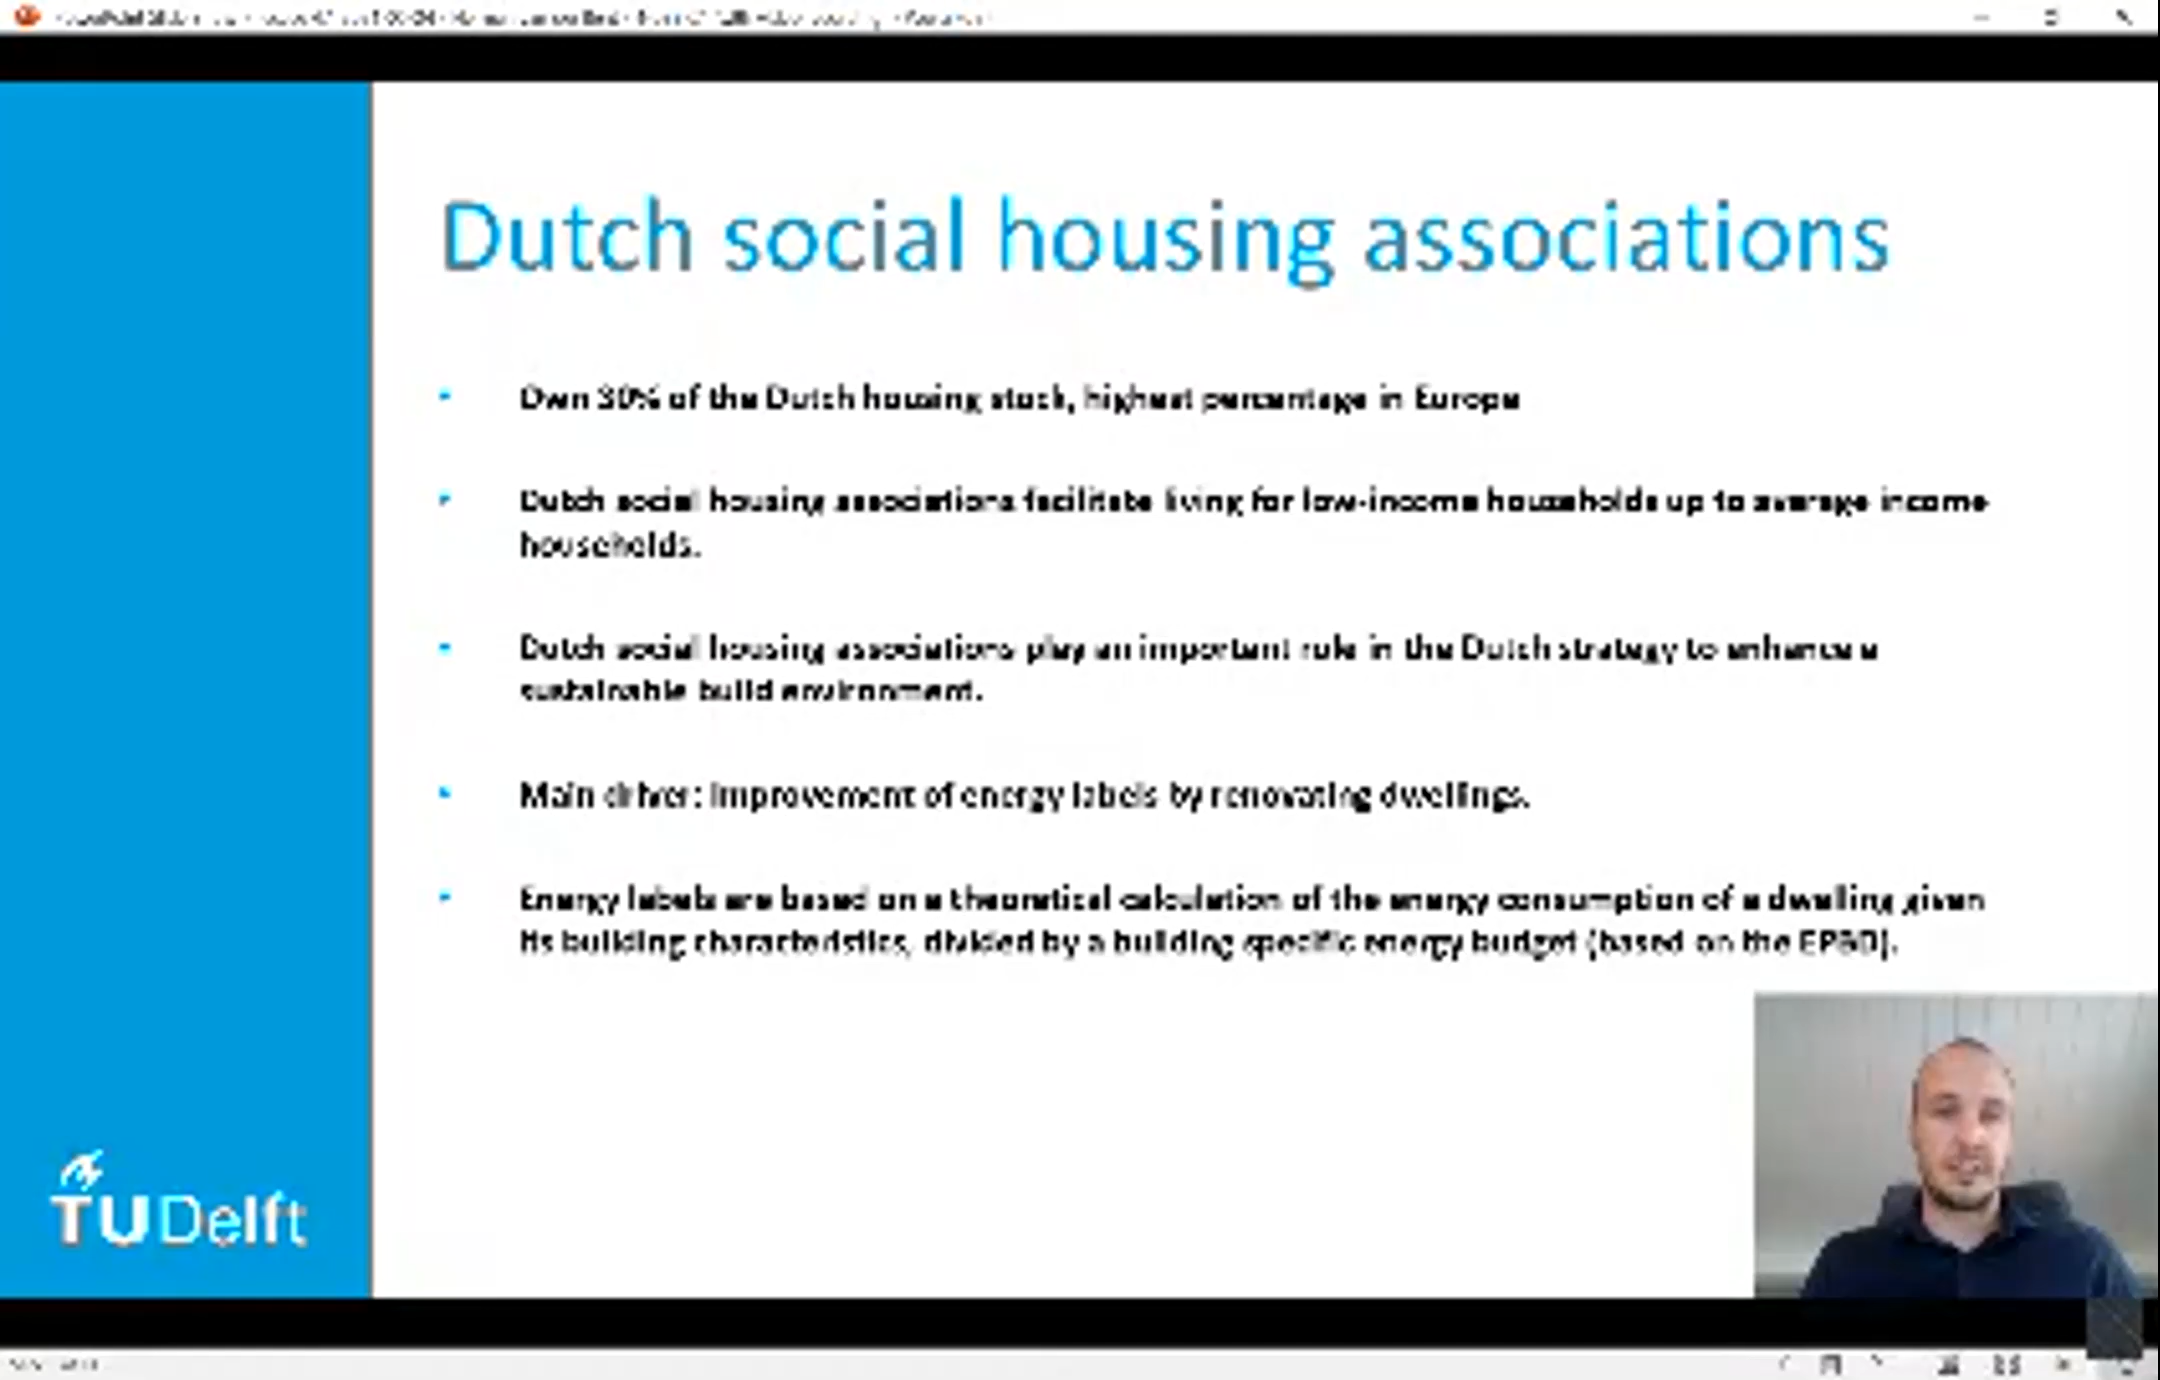 Dutch social housing associations
• Own 30% of the Dutch housing stock, highest percentage in Europe
• Dutch social housing associations facilitate living for low-income households up to average income
households.
• Dutch social housing associations play an important role in the Dutch strategy to enhance a
sustainable build environment.
• Main driver: improvement of energy labels by renovating dwellings.
• Energy labels are based on a theoretical calculation of the energy consumption of a dwelling given
its building characteristics, divided by a building specific energy budget (based on the EPBD).
TU Delft